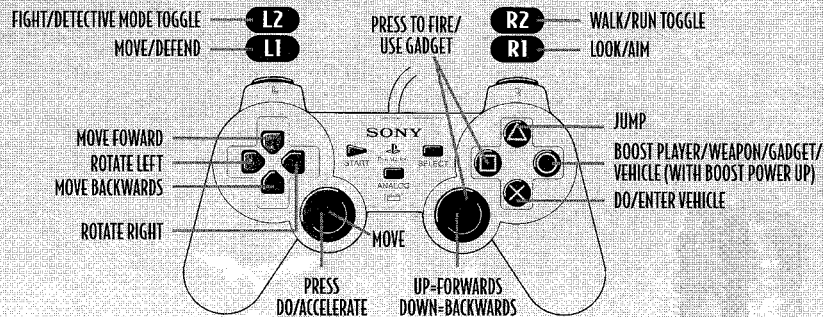 FIGHT/DETECTIVE MODE TOGGLE
L2
MOVE/DEFEND
L1
PRESS TO FIRE/
USE GADGET
R2
WALK/RUN TOGGLE
R1
LOOK/AIM
MOVE FOWARD
ROTATE LEFT
MOVE BACKWARDS
ROTATE RIGHT
SONY
START
SELECT
ANALOG
JUMP
BOOST PLAYER/WEAPON/GADGET/
VEHICLE (WITH BOOST POWER UP)
DO/ENTER VEHICLE
MOVE
PRESS
DO/ACCELERATE
UP=FORWARDS
DOWN=BACKWARDS